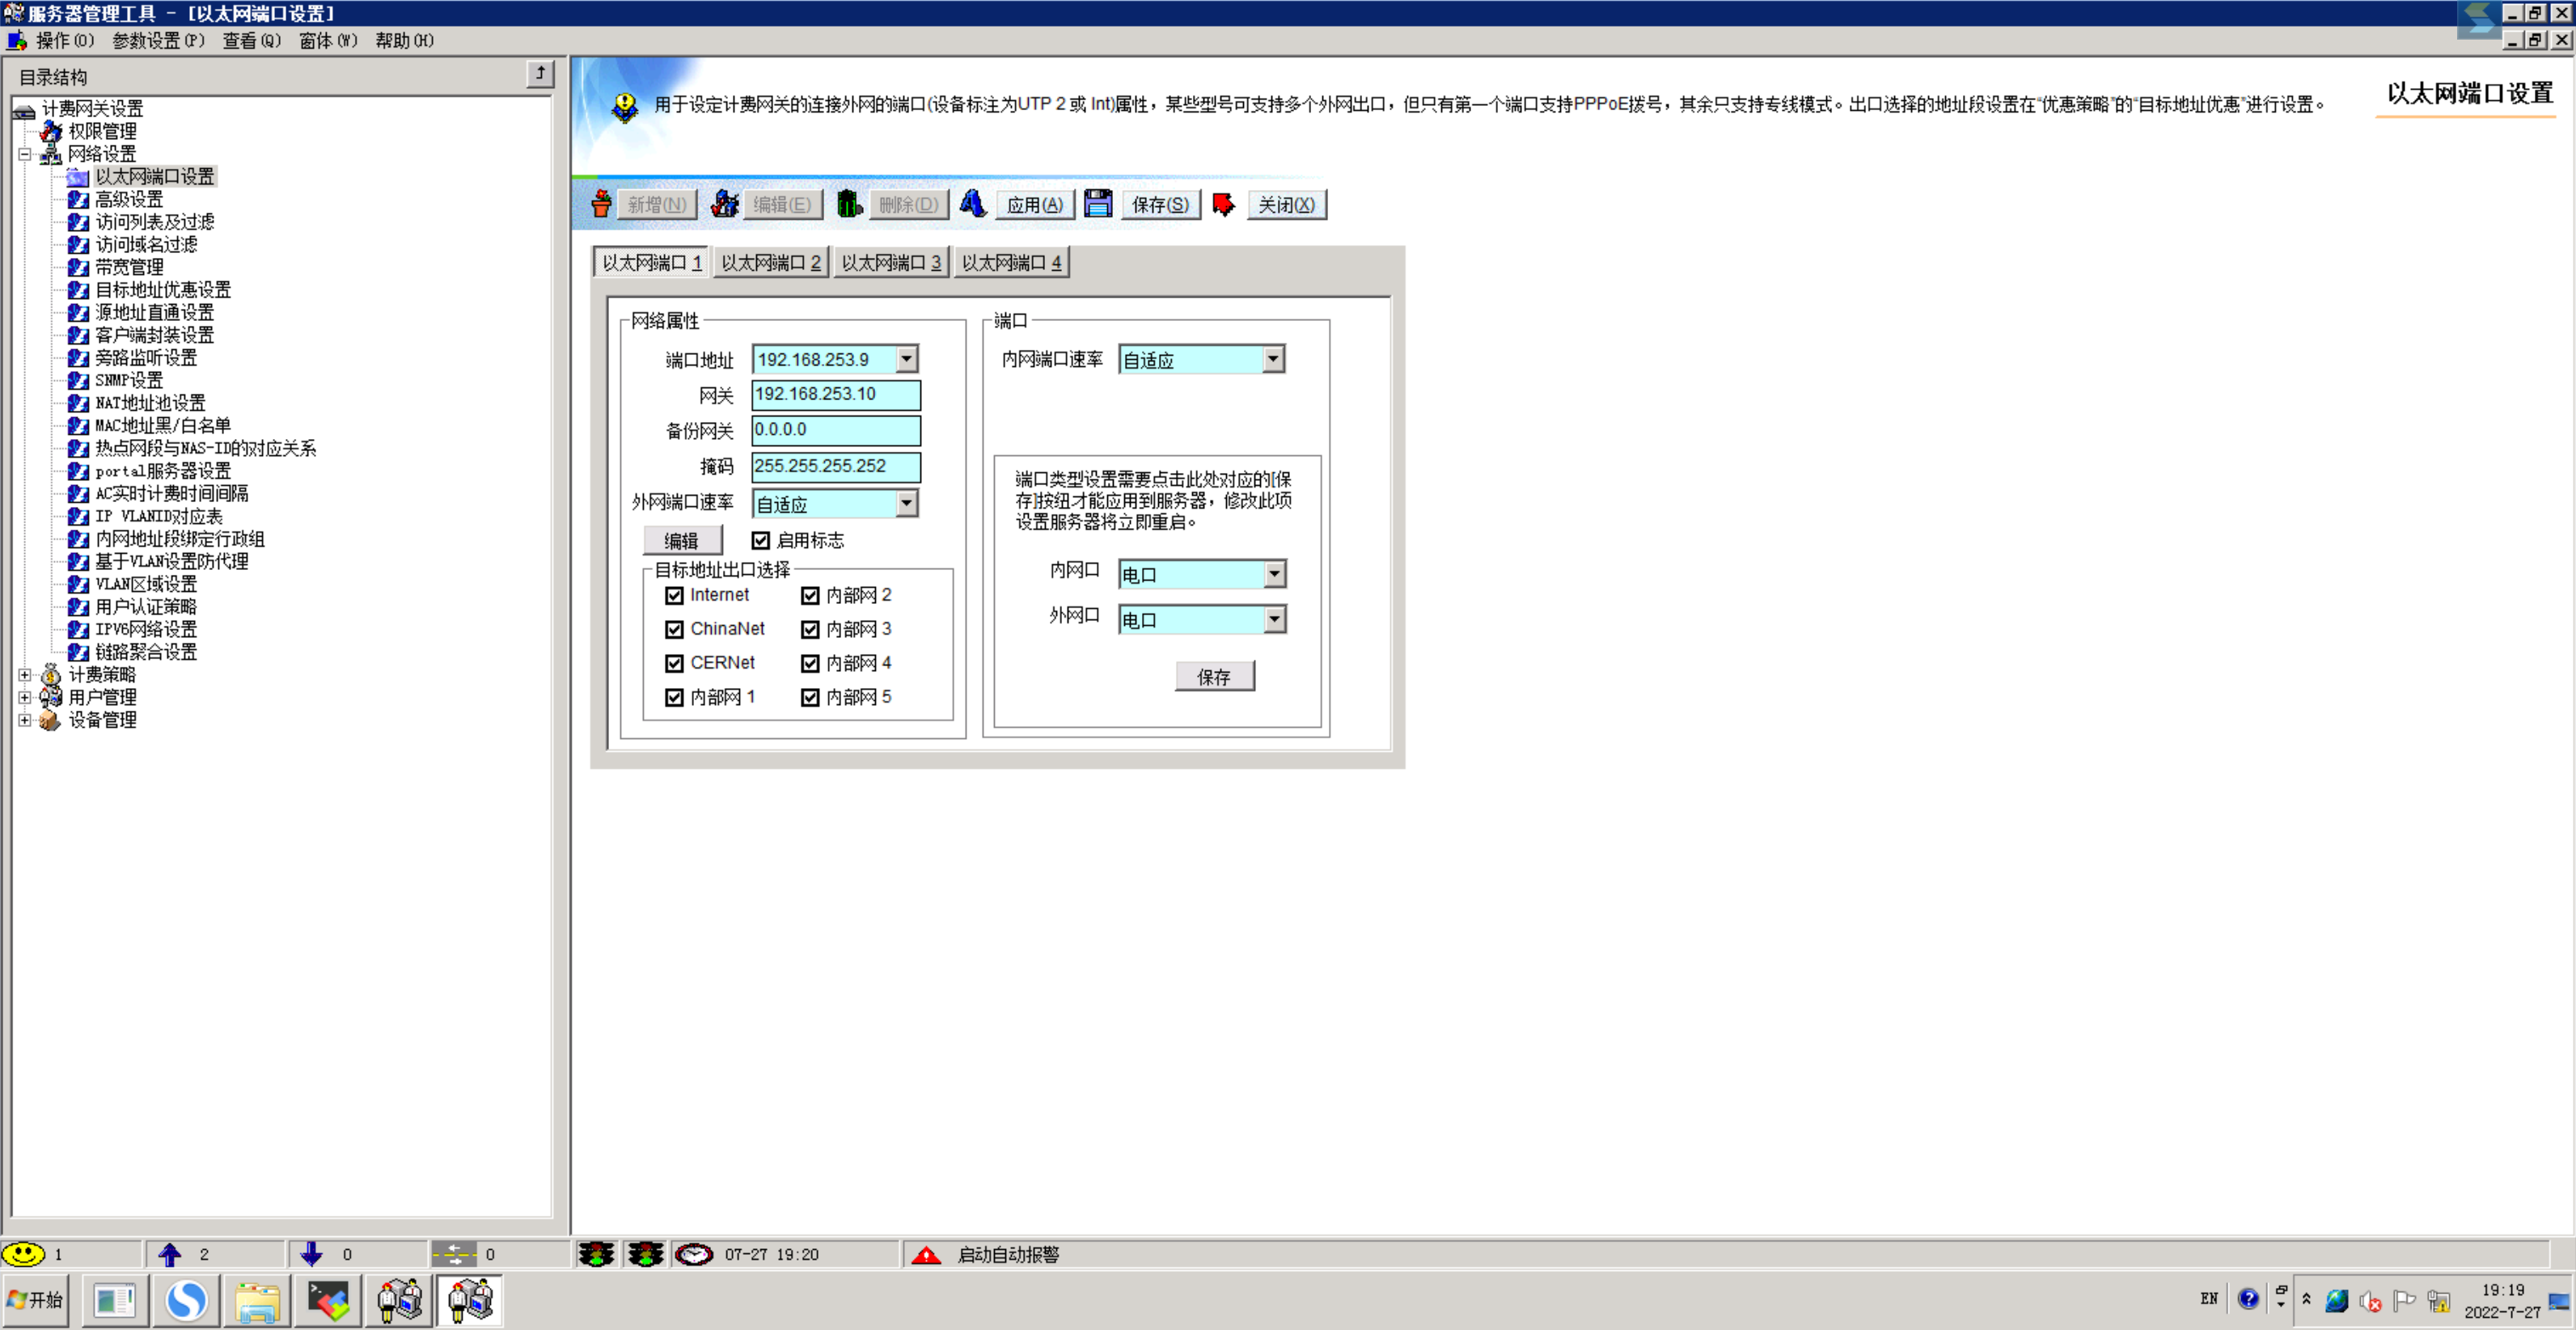 服务器管理工具 - [以太网端口设置]
操作(O) 参数设置(P) 查看(Q) 窗体(W) 帮助(H)
目录结构
计费网关设置
权限管理
网络设置
以太网端口设置
高级设置
访问列表及过滤
访问域名过滤
带宽管理
目标地址优惠设置
源地址直通设置
客户端封装设置
旁路监听设置
SNMP设置
NAT地址池设置
MAC地址黑/白名单
热点网段与NAS-ID的对应关系
portal服务器设置
AC实时计费时间间隔
IP VLANID对应表
内网地址段绑定行政组
基于VLAN设置防代理
VLAN区域设置
用户认证策略
IPV6网络设置
链路聚合设置
计费策略
用户管理
设备管理
用于设定计费网关的连接外网的端口(设备标注为UTP 2 或 Int)属性，某些型号可支持多个外网出口，但只有第一个端口支持PPPoE拨号，其余只支持专线模式。出口选择的地址段设置在"优惠策略"的"目标地址优惠"进行设置。
以太网端口设置
新增(N) 编辑(E) 删除(D) 应用(A) 保存(S) 关闭(X)
以太网端口 1 以太网端口 2 以太网端口 3 以太网端口 4
网络属性
端口地址 192.168.253.9
网关 192.168.253.10
备份网关 0.0.0.0
掩码 255.255.255.252
外网端口速率 自适应
编辑 启用标志
目标地址出口选择
Internet 内部网 2
ChinaNet 内部网 3
CERNet 内部网 4
内部网 1 内部网 5
端口
内网端口速率 自适应
端口类型设置需要点击此处对应的[保
存]按纽才能应用到服务器，修改此项
设置服务器将立即重启。
内网口 电口
外网口 电口
保存
1 2 0 0 07-27 19:20 启动自动报警
开始 EN 19:19
2022-7-27